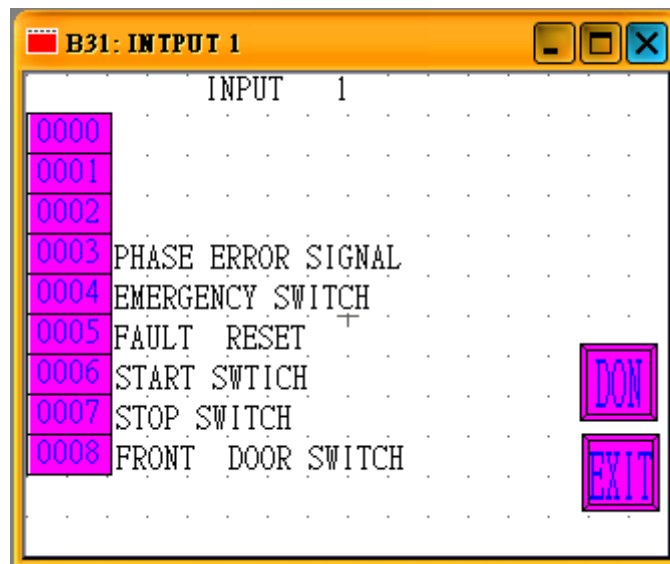 B31: INTPUT 1
INPUT 1
0000
0001
0002
0003 PHASE ERROR SIGNAL
0004 EMERGENCY SWITCH
0005 FAULT RESET
0006 START SWTICH
0007 STOP SWITCH
0008 FRONT DOOR SWITCH
DON
EXIT